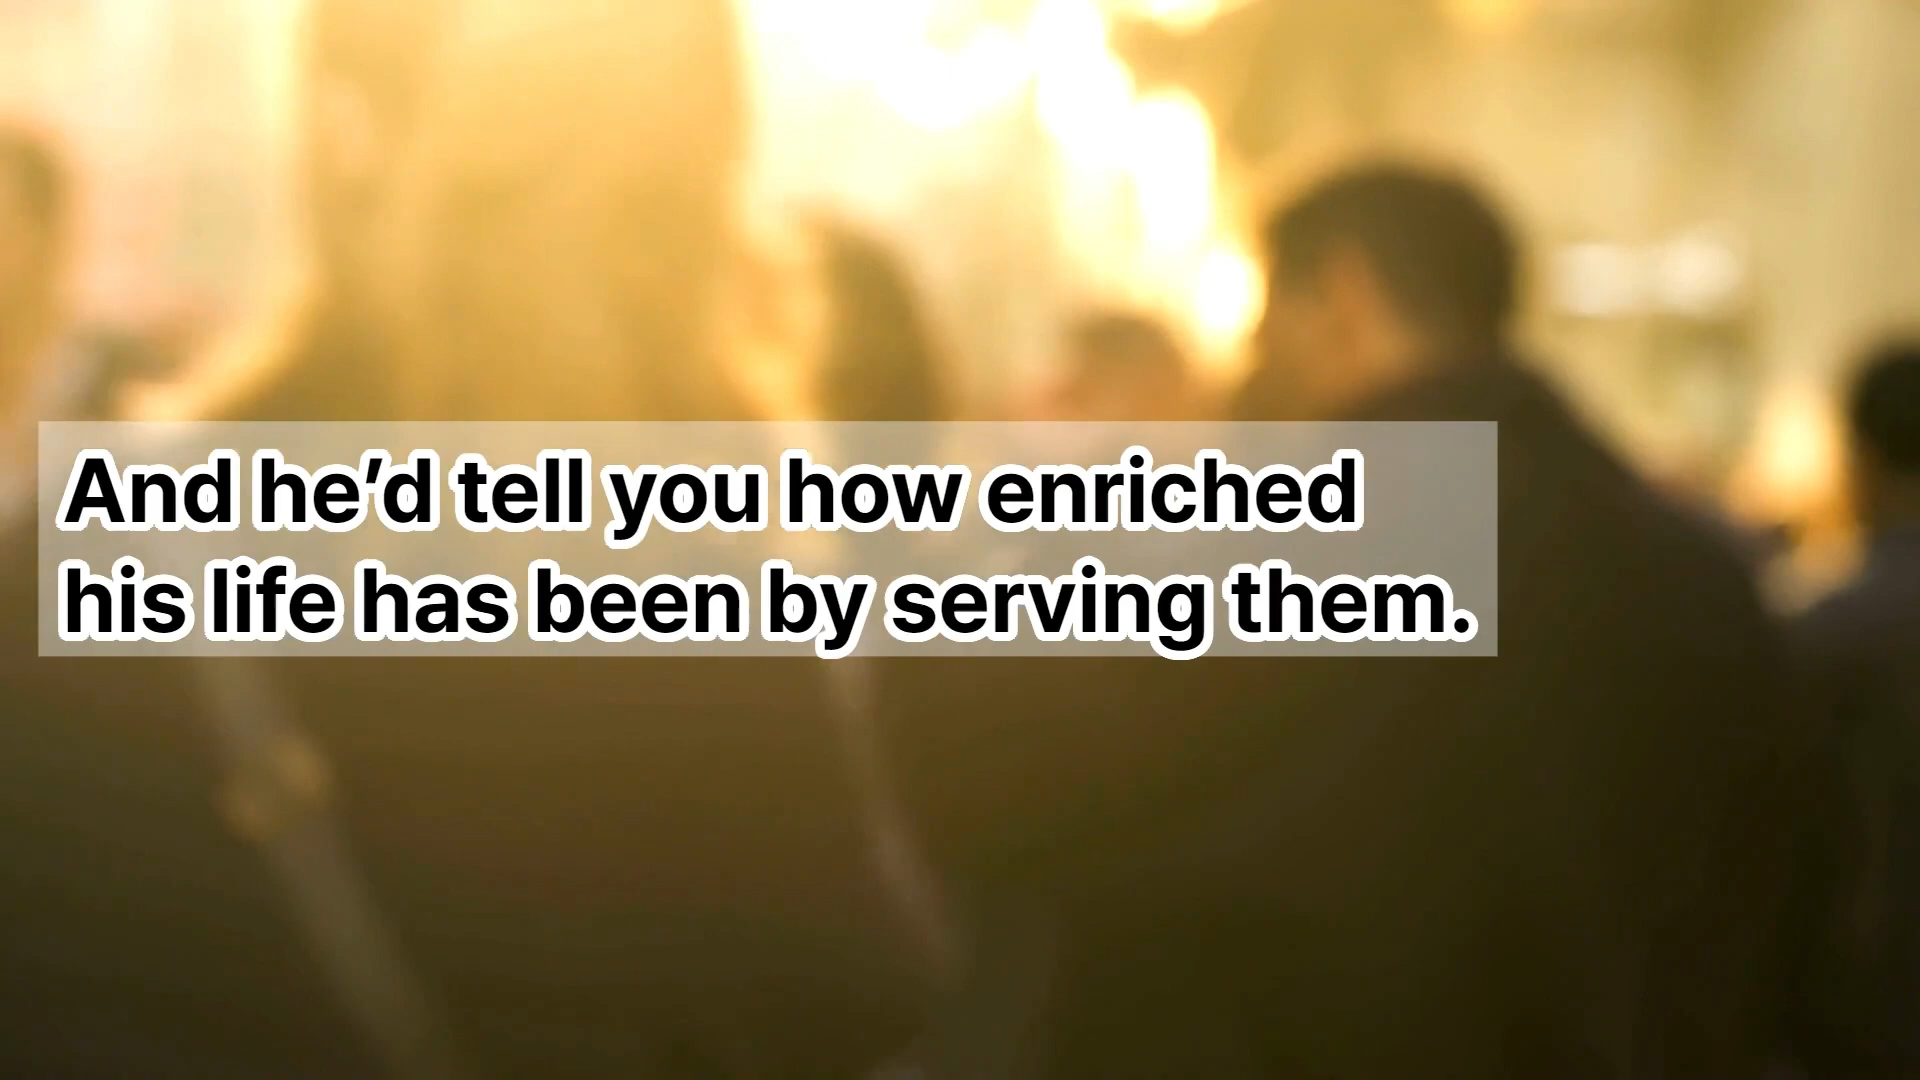 And he’d tell you how enriched
his life has been by serving them.